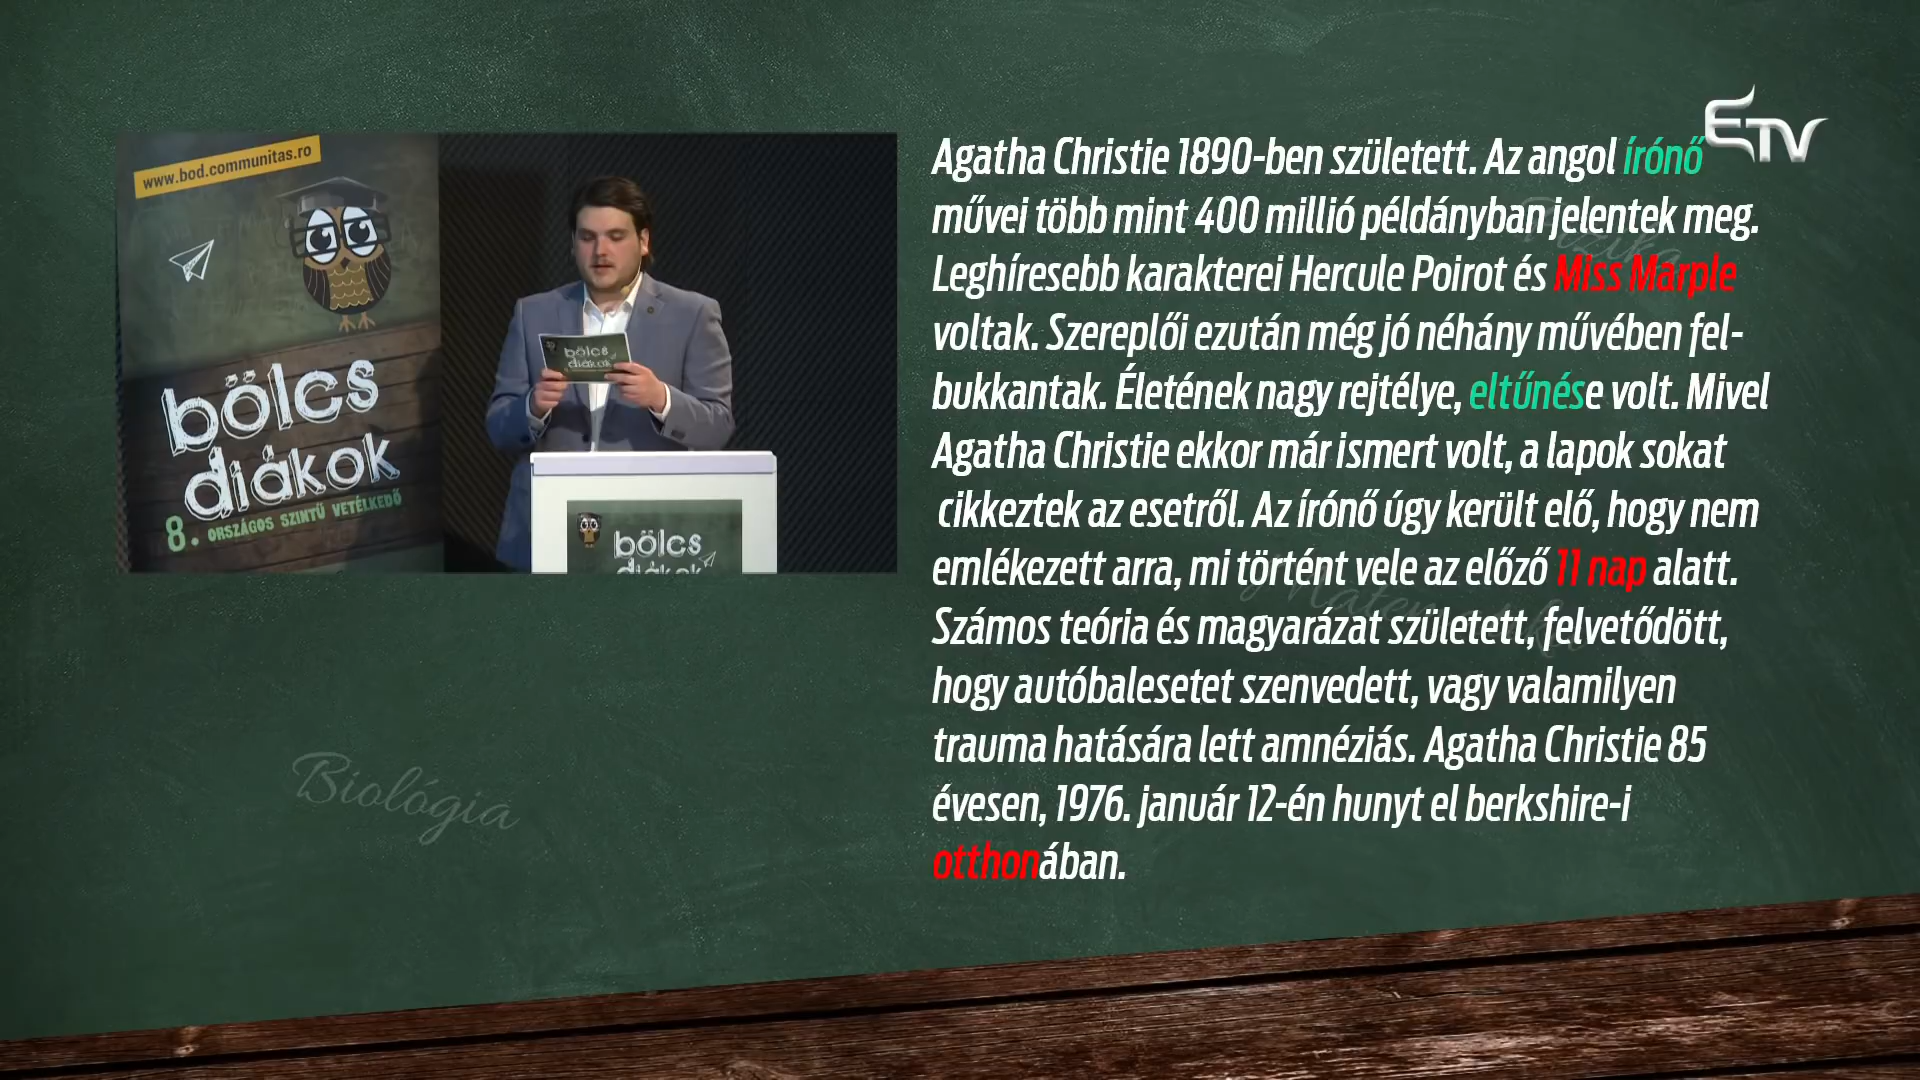 www.bod.communitas.ro
bölcs
diákok
8. ORSZÁGOS SZINTŰ VETÉLKEDŐ
bölcs
diákok
bölcs
diákok
ETV
Agatha Christie 1890-ben született. Az angol írónő
művei több mint 400 millió példányban jelentek meg.
Leghíresebb karakterei Hercule Poirot és Miss Marple
voltak. Szereplői ezután még jó néhány művében fel-
bukkantak. Életének nagy rejtélye, eltűnése volt. Mivel
Agatha Christie ekkor már ismert volt, a lapok sokat
cikkeztek az esetről. Az írónő úgy került elő, hogy nem
emlékezett arra, mi történt vele az előző 11 nap alatt.
Számos teória és magyarázat született, felvetődött,
hogy autóbalesetet szenvedett, vagy valamilyen
trauma hatására lett amnéziás. Agatha Christie 85
évesen, 1976. január 12-én hunyt el berkshire-i
otthonában.
Fizika
Matematika
Biológia